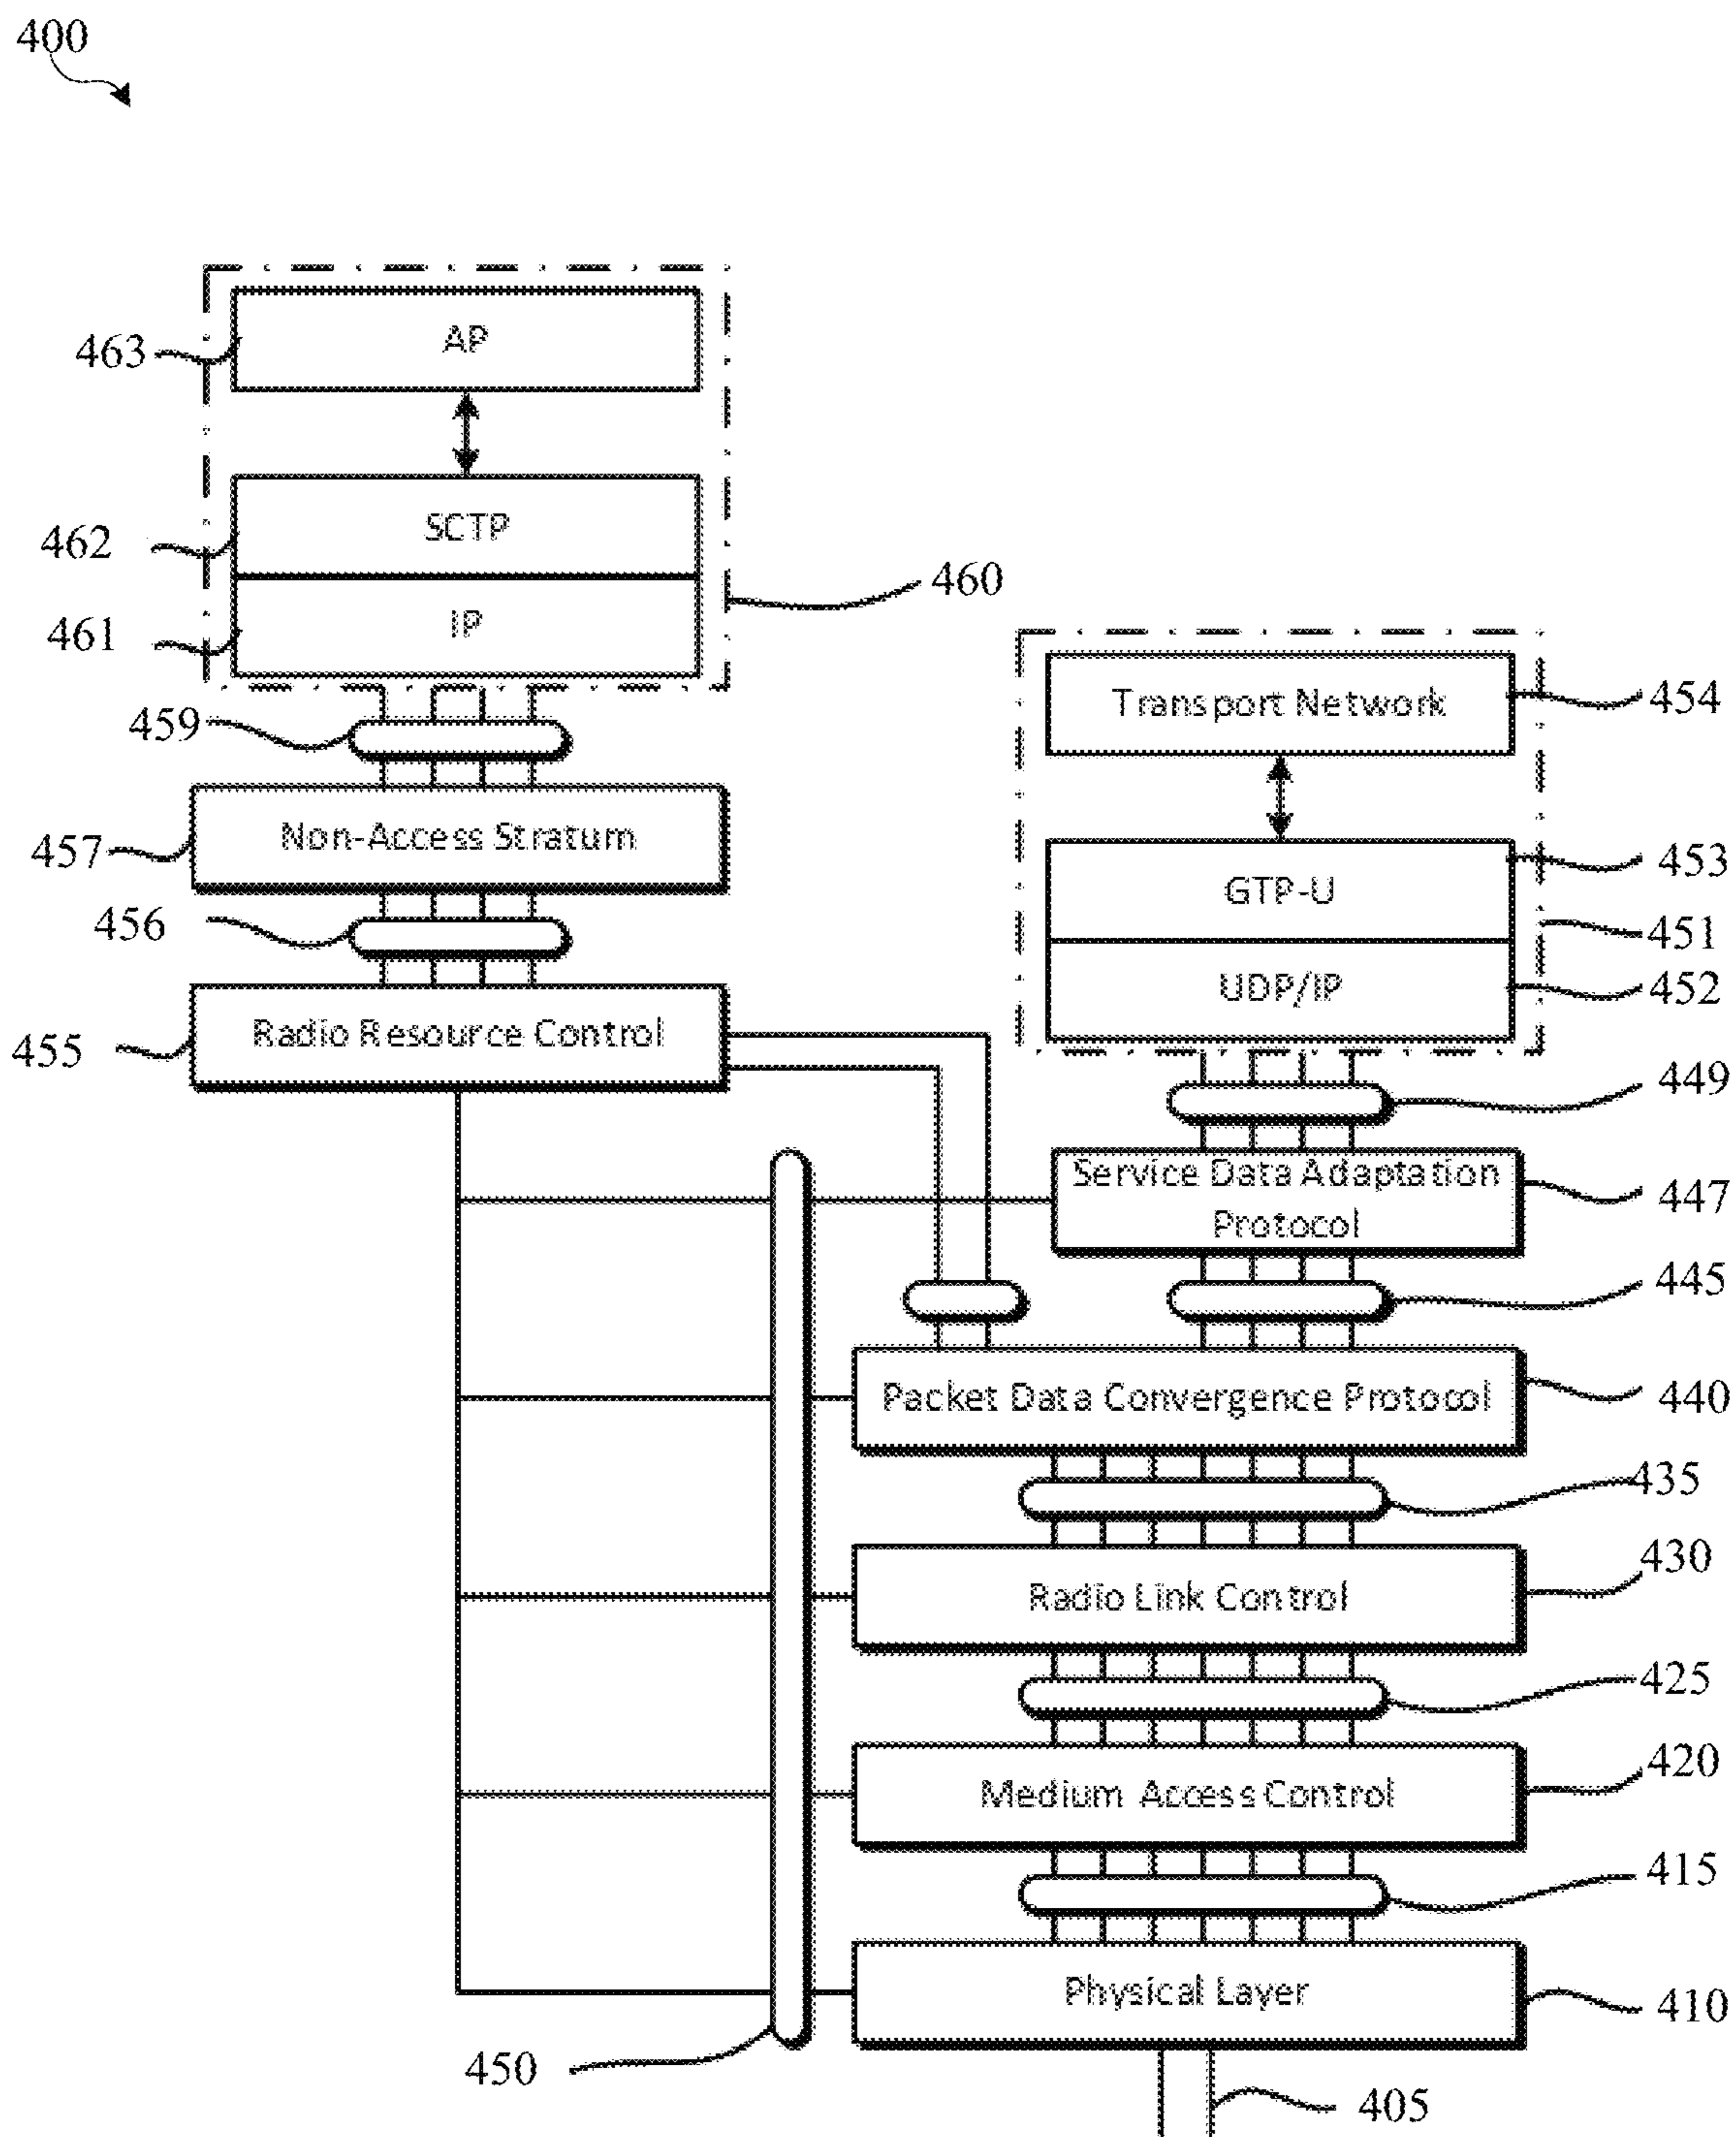 400
AP
463
SCTP
462
460
IP
461
Transport Network
454
459
Non-Access Stratum
457
GTP-U
453
456
451
UDP/IP
452
Radio Resource Control
455
449
Service Data Adaptation
Protocol
447
445
Packet Data Convergence Protocol
440
435
Radio Link Control
430
425
Medium Access Control
420
415
Physical Layer
410
450
405